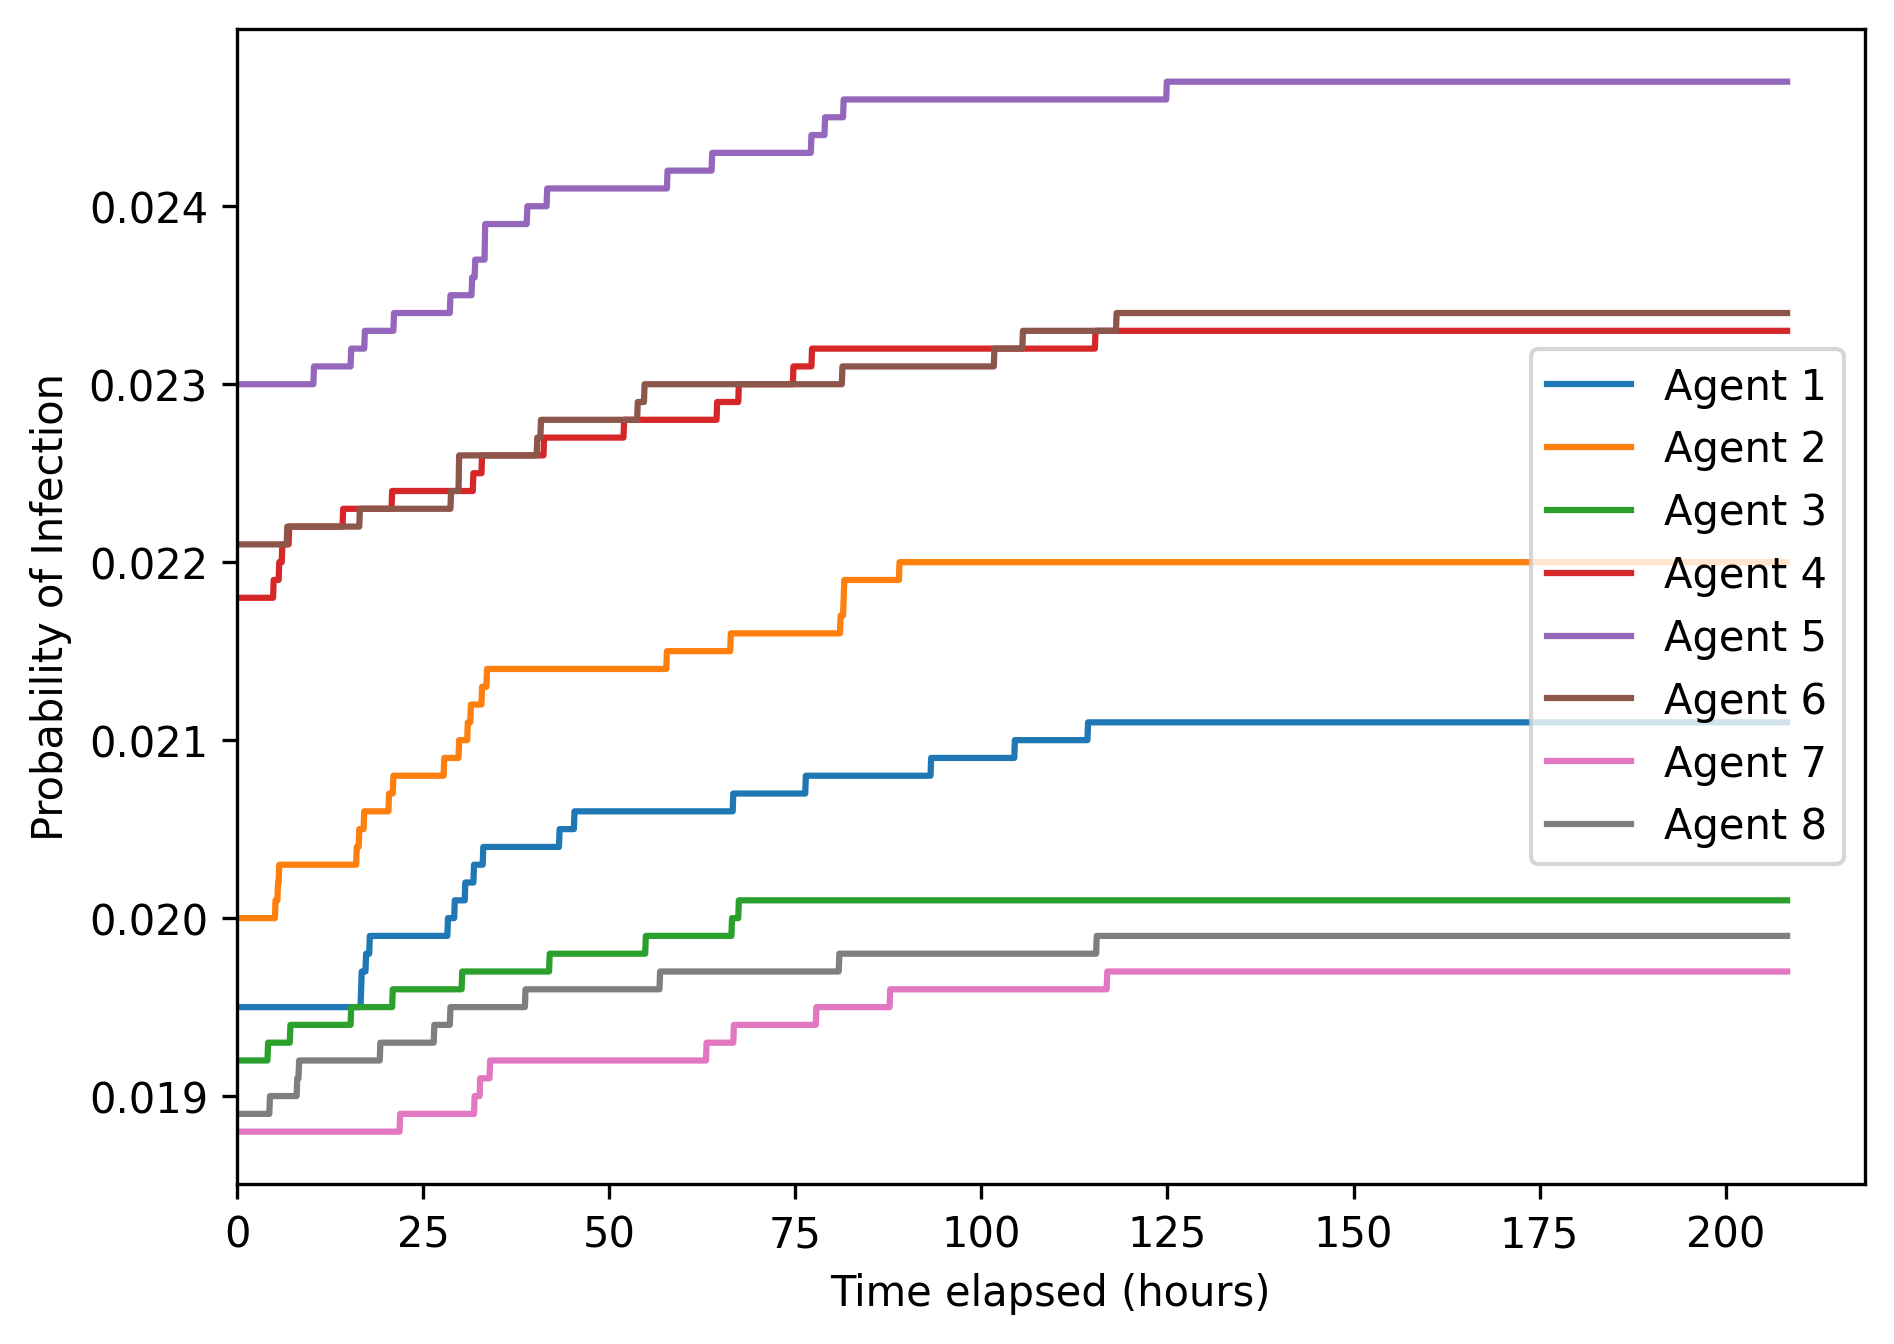 Probability of Infection
0.024
0.023
0.022
0.021
0.020
0.019
0 25 50 75 100 125 150 175 200
Time elapsed (hours)
Agent 1
Agent 2
Agent 3
Agent 4
Agent 5
Agent 6
Agent 7
Agent 8